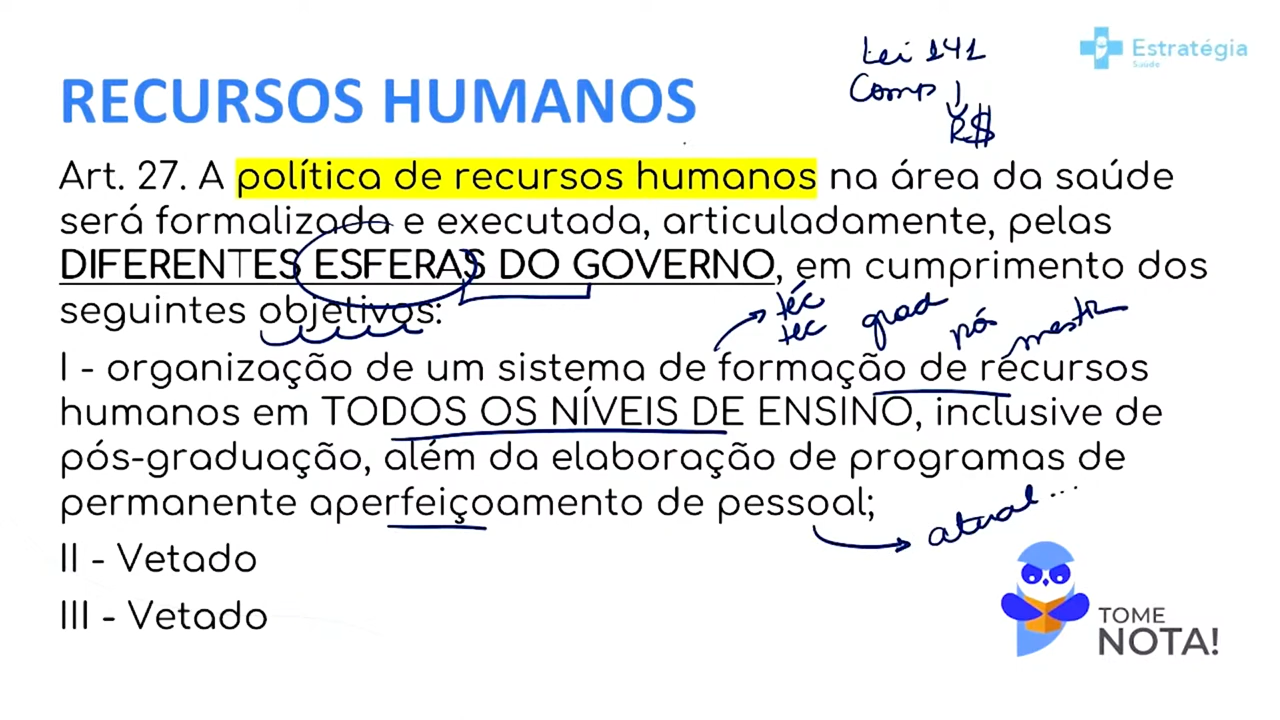 Lei 141
Comp
R$
Estratégia
Saúde
RECURSOS HUMANOS
Art. 27. A política de recursos humanos na área da saúde
será formalizada e executada, articuladamente, pelas
DIFERENTES ESFERAS DO GOVERNO, em cumprimento dos
seguintes objetivos:
téc grad pós mestr
tec
I - organização de um sistema de formação de recursos
humanos em TODOS OS NÍVEIS DE ENSINO, inclusive de
pós-graduação, além da elaboração de programas de
permanente aperfeiçoamento de pessoal;
atual...
II - Vetado
III - Vetado
TOME
NOTA!